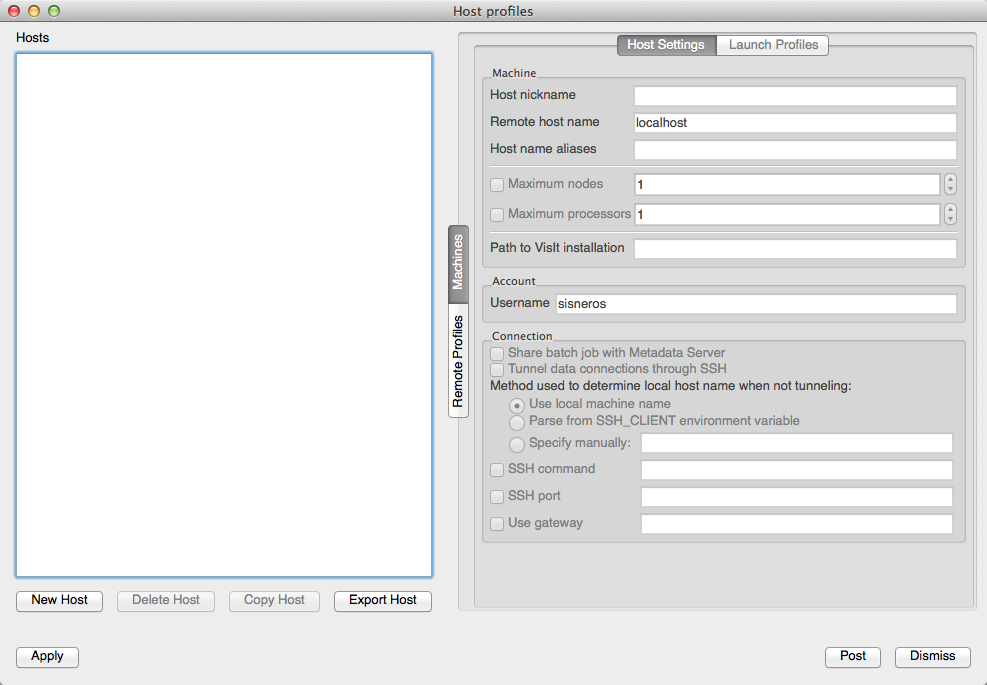 Host profiles
Hosts
Host Settings
Launch Profiles
Machine
Host nickname
Remote host name localhost
Host name aliases
Maximum nodes 1
Maximum processors 1
Path to VisIt installation
Machines
Remote Profiles
Account
Username sisneros
Connection
Share batch job with Metadata Server
Tunnel data connections through SSH
Method used to determine local host name when not tunneling:
Use local machine name
Parse from SSH_CLIENT environment variable
Specify manually:
SSH command
SSH port
Use gateway
New Host Delete Host Copy Host Export Host
Apply Post Dismiss